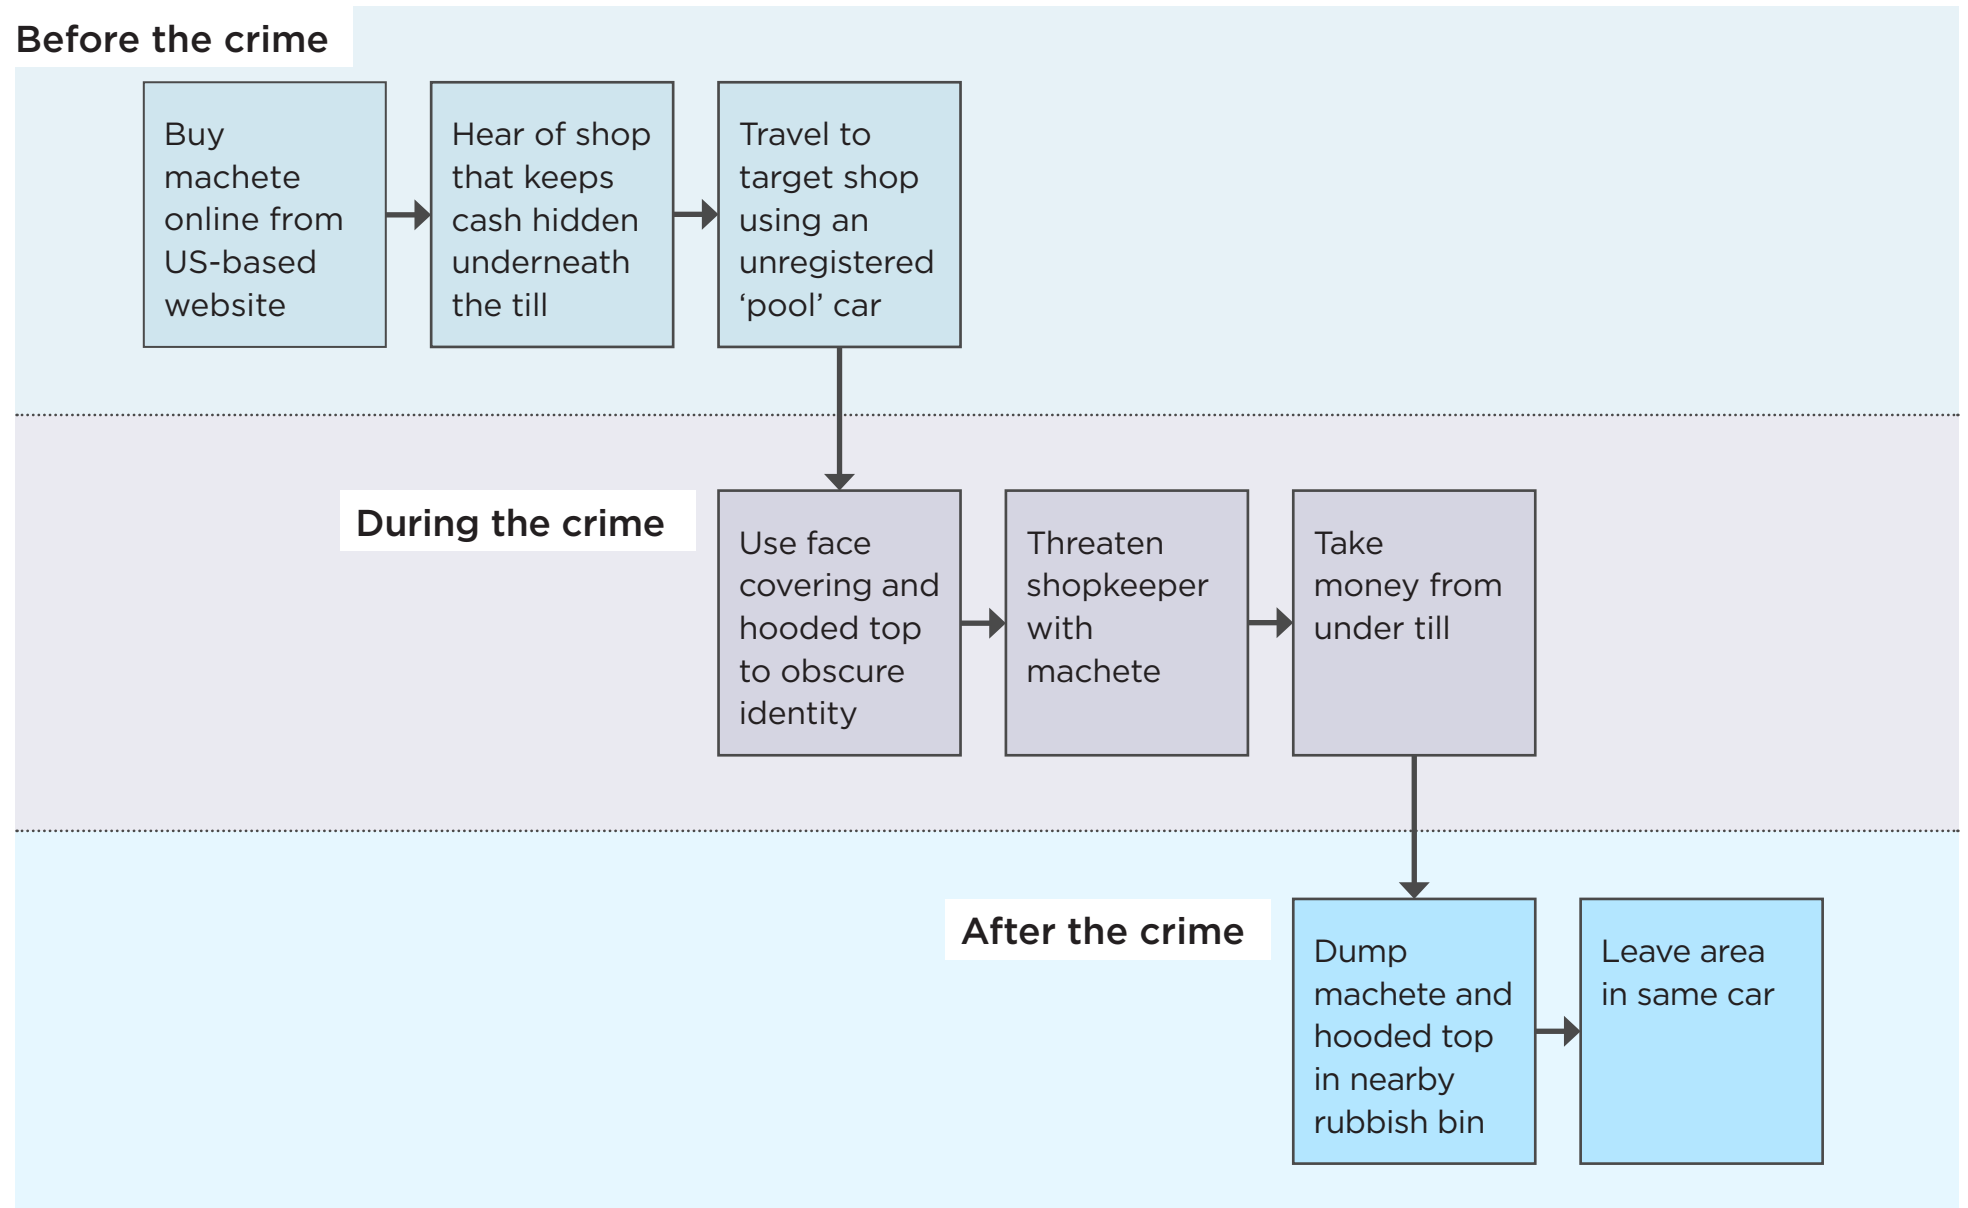 Before the crime
Buy
machete
online from
US-based
website
Hear of shop
that keeps
cash hidden
underneath
the till
Travel to
target shop
using an
unregistered
‘pool’ car
During the crime
Use face
covering and
hooded top
to obscure
identity
Threaten
shopkeeper
with
machete
Take
money from
under till
After the crime
Dump
machete and
hooded top
in nearby
rubbish bin
Leave area
in same car